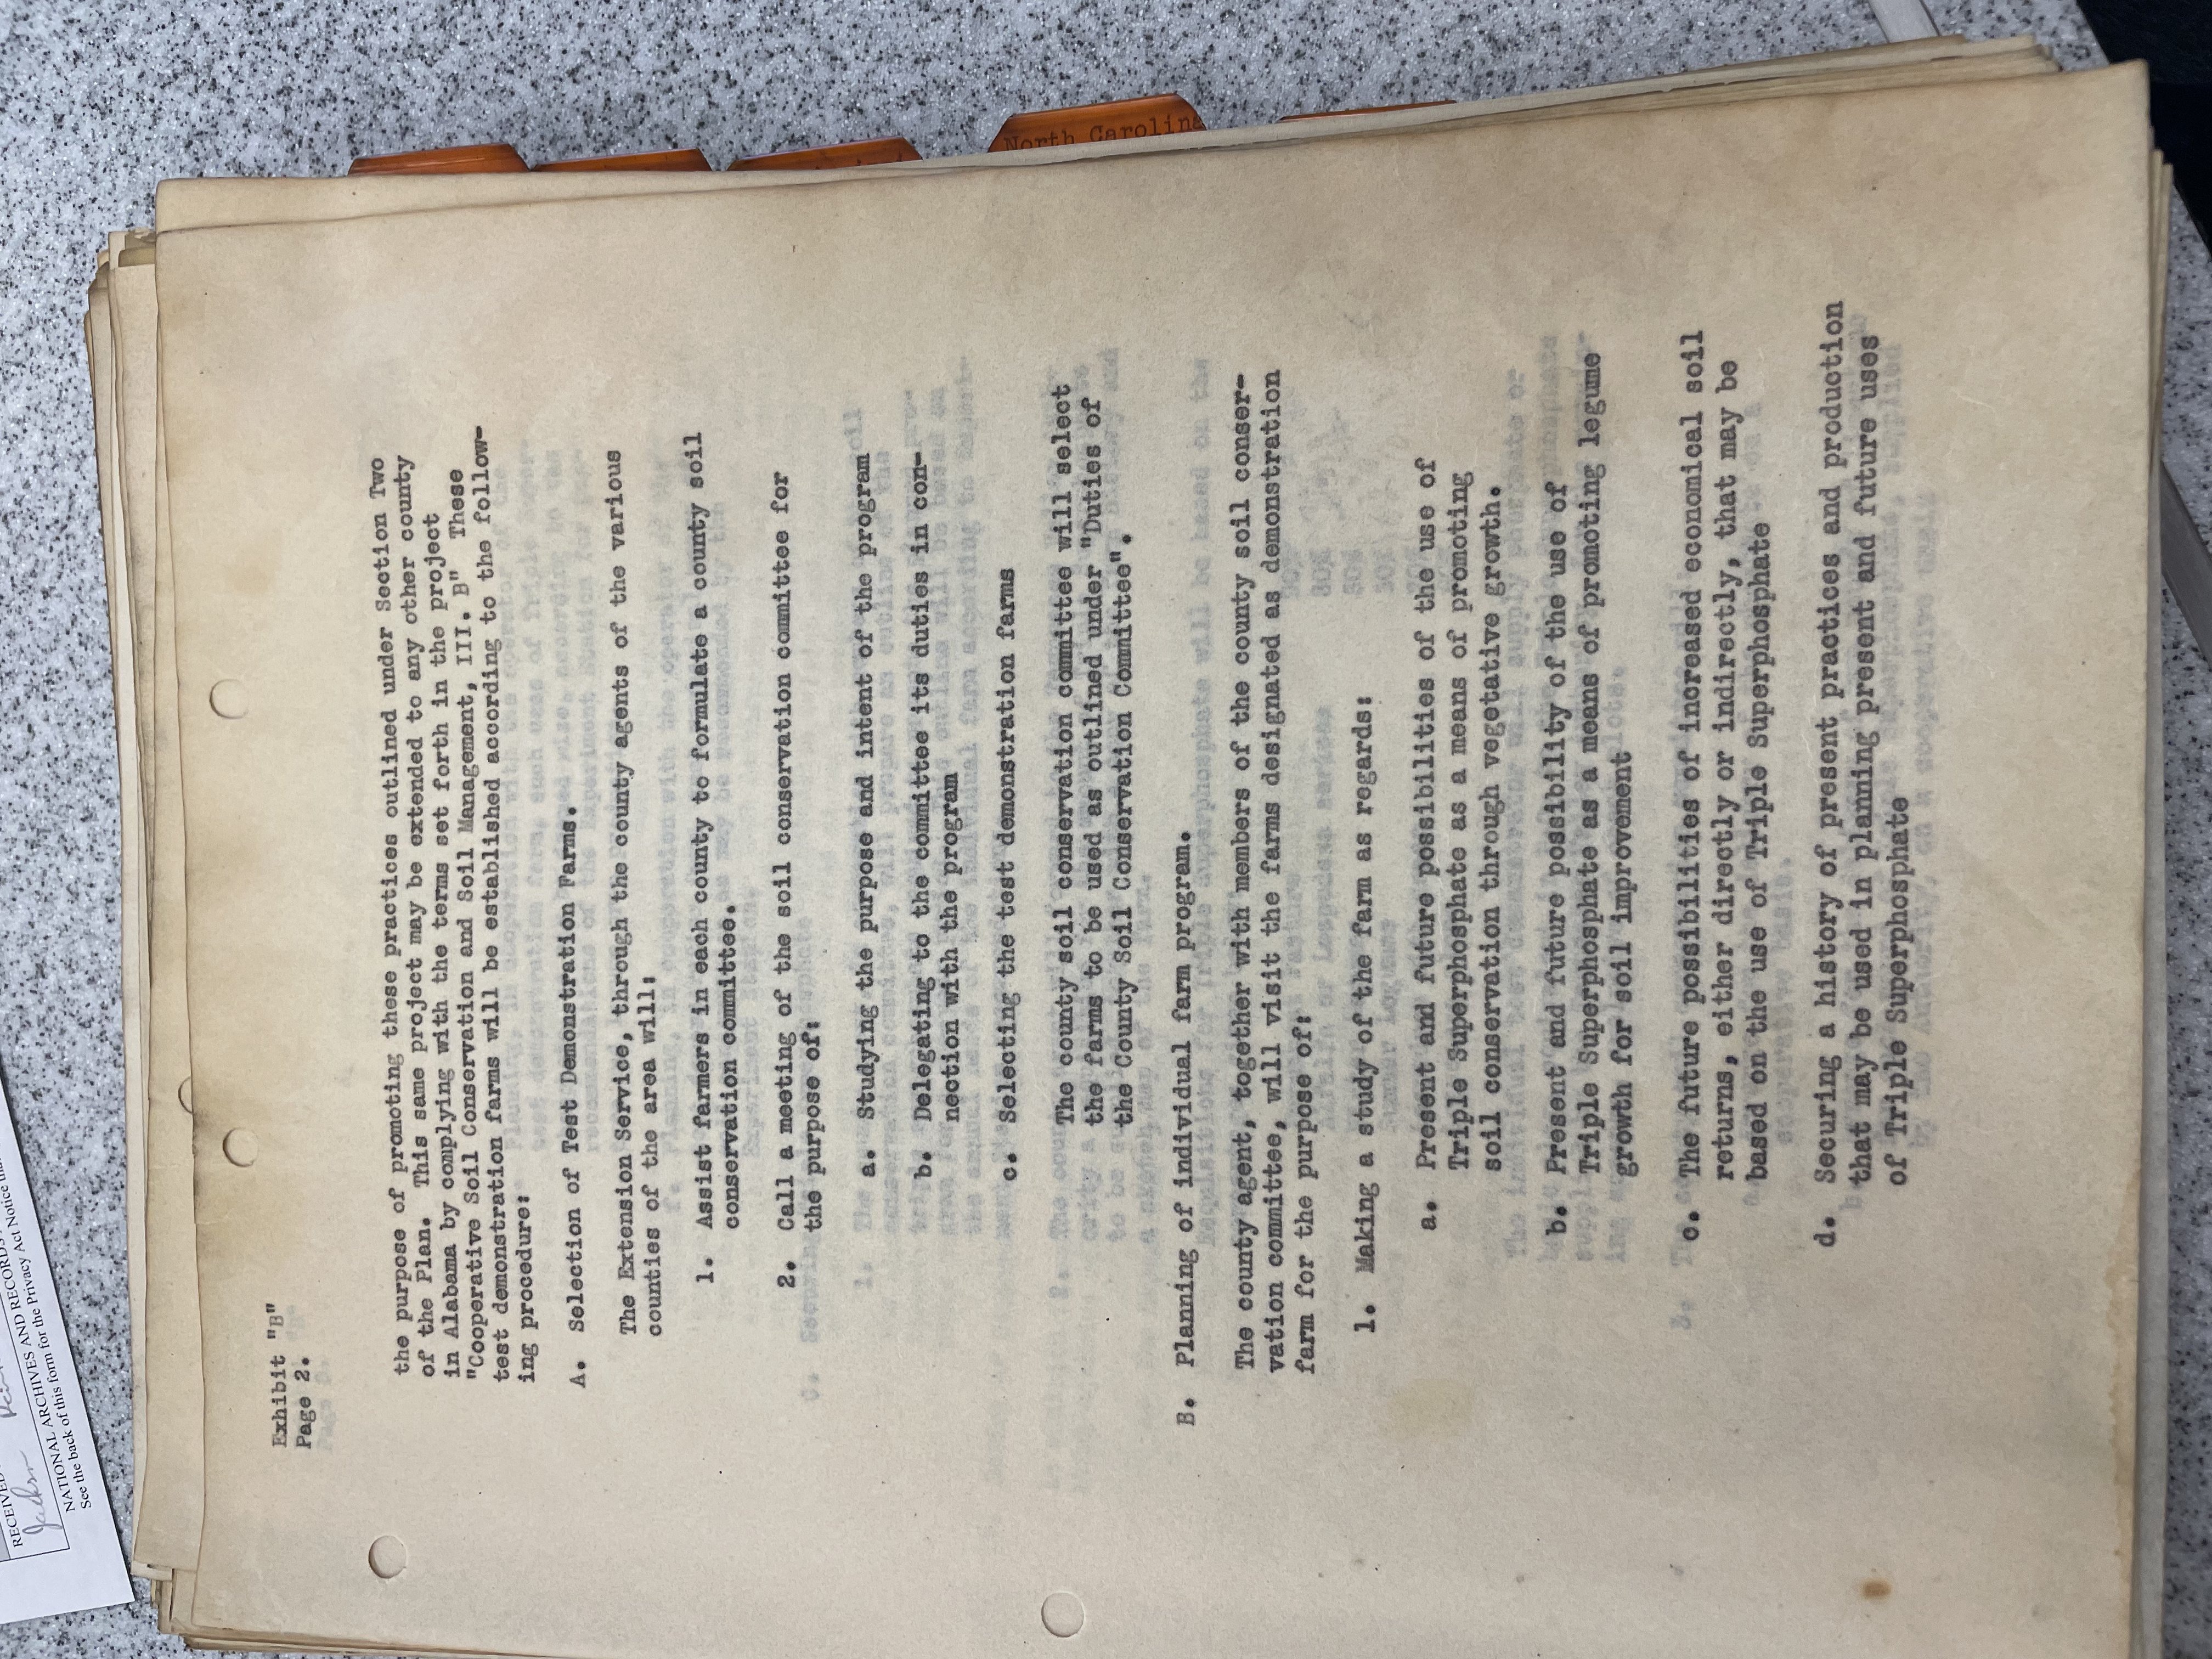 RECEIVED
Jackson
NATIONAL ARCHIVES AND RECORDS
See the back of this form for the Privacy Act Notice
Exhibit "B"
Page 2.
the purpose of promoting these practices outlined under Section Two
of the Plan. This same project may be extended to any other county
in Alabama by complying with the terms set forth in the project
"Cooperative Soil Conservation and Soil Management, III. B" These
test demonstration farms will be established according to the follow-
ing procedure:
A. Selection of Test Demonstration Farms.
The Extension Service, through the county agents of the various
counties of the area will:
1. Assist farmers in each county to formulate a county soil
conservation committee.
2. Call a meeting of the soil conservation committee for
the purpose of:
a. Studying the purpose and intent of the program
b. Delegating to the committee its duties in con-
nection with the program
c. Selecting the test demonstration farms
The county soil conservation committee will select
the farms to be used as outlined under "Duties of
the County Soil Conservation Committee".
B. Planning of individual farm program.
The county agent, together with members of the county soil conser-
vation committee, will visit the farms designated as demonstration
farm for the purpose of:
1. Making a study of the farm as regards:
a. Present and future possibilities of the use of
Triple Superphosphate as a means of promoting
soil conservation through vegetative growth.
b. Present and future possibility of the use of
Triple Superphosphate as a means of promoting legume
growth for soil improvement
c. The future possibilities of increased economical soil
returns, either directly or indirectly, that may be
based on the use of Triple Superphosphate
d. Securing a history of present practices and production
that may be used in planning present and future uses
of Triple Superphosphate
North Carolina